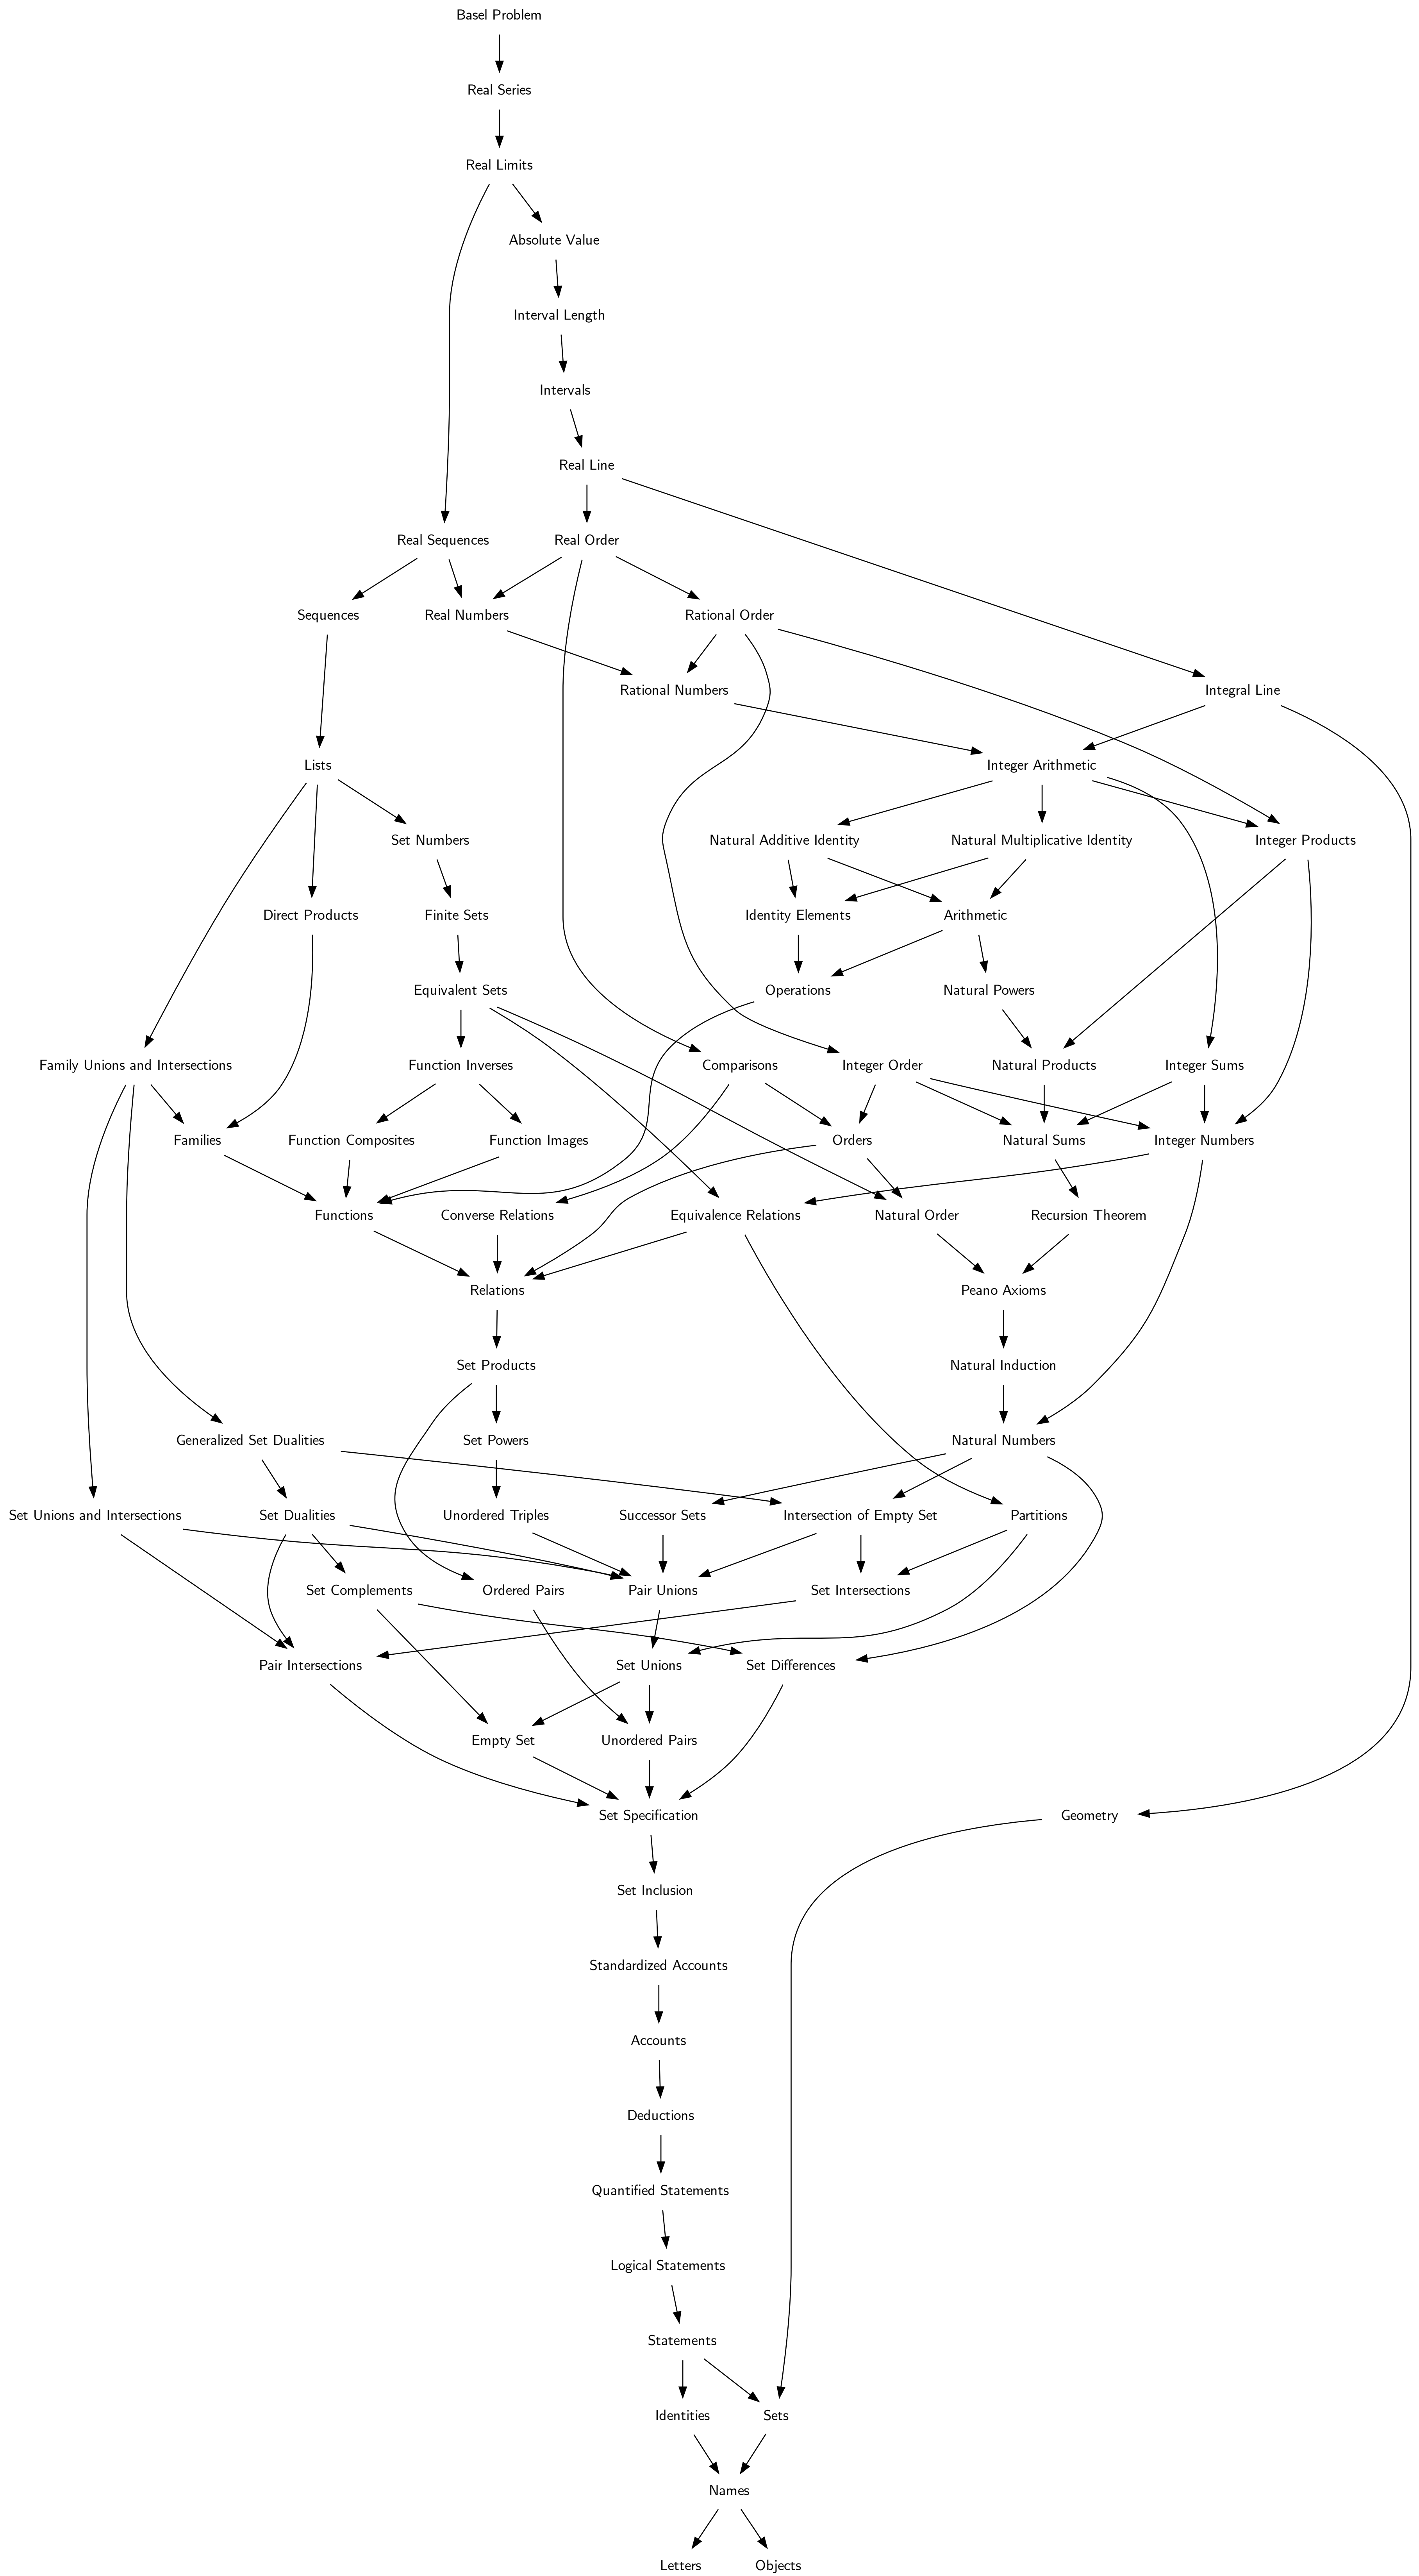 Basel Problem
Real Series
Real Limits
Absolute Value
Interval Length
Intervals
Real Line
Real Sequences
Real Order
Sequences
Real Numbers
Rational Order
Rational Numbers
Integral Line
Lists
Integer Arithmetic
Set Numbers
Natural Additive Identity
Natural Multiplicative Identity
Integer Products
Direct Products
Finite Sets
Identity Elements
Arithmetic
Equivalent Sets
Operations
Natural Powers
Family Unions and Intersections
Function Inverses
Comparisons
Integer Order
Natural Products
Integer Sums
Families
Function Composites
Function Images
Orders
Natural Sums
Integer Numbers
Functions
Converse Relations
Equivalence Relations
Natural Order
Recursion Theorem
Relations
Peano Axioms
Set Products
Natural Induction
Generalized Set Dualities
Set Powers
Natural Numbers
Set Unions and Intersections
Set Dualities
Unordered Triples
Successor Sets
Intersection of Empty Set
Partitions
Set Complements
Ordered Pairs
Pair Unions
Set Intersections
Pair Intersections
Set Unions
Set Differences
Empty Set
Unordered Pairs
Set Specification
Geometry
Set Inclusion
Standardized Accounts
Accounts
Deductions
Quantified Statements
Logical Statements
Statements
Identities
Sets
Names
Letters
Objects